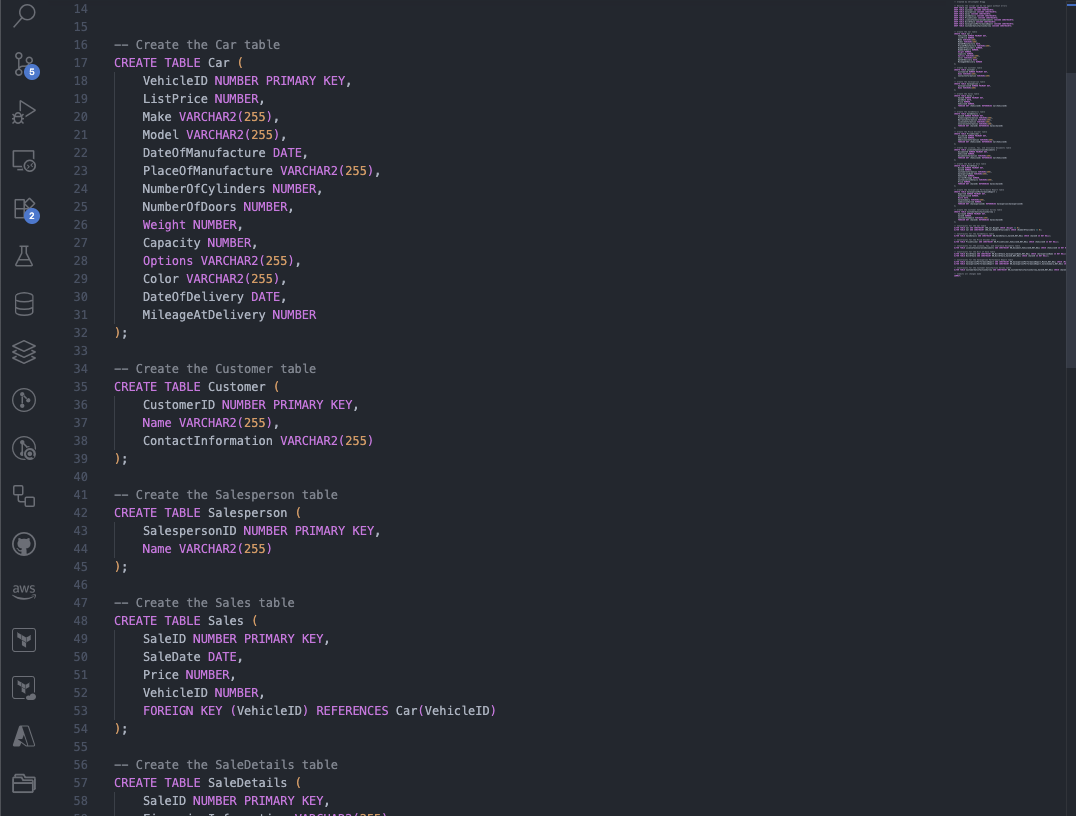 14
15
16 -- Create the Car table
17 CREATE TABLE Car (
18 VehicleID NUMBER PRIMARY KEY,
19 ListPrice NUMBER,
20 Make VARCHAR2(255),
21 Model VARCHAR2(255),
22 DateOfManufacture DATE,
23 PlaceOfManufacture VARCHAR2(255),
24 NumberOfCylinders NUMBER,
25 NumberOfDoors NUMBER,
26 Weight NUMBER,
27 Capacity NUMBER,
28 Options VARCHAR2(255),
29 Color VARCHAR2(255),
30 DateOfDelivery DATE,
31 MileageAtDelivery NUMBER
32 );
33
34 -- Create the Customer table
35 CREATE TABLE Customer (
36 CustomerID NUMBER PRIMARY KEY,
37 Name VARCHAR2(255),
38 ContactInformation VARCHAR2(255)
39 );
40
41 -- Create the Salesperson table
42 CREATE TABLE Salesperson (
43 SalespersonID NUMBER PRIMARY KEY,
44 Name VARCHAR2(255)
45 );
46
47 -- Create the Sales table
48 CREATE TABLE Sales (
49 SaleID NUMBER PRIMARY KEY,
50 SaleDate DATE,
51 Price NUMBER,
52 VehicleID NUMBER,
53 FOREIGN KEY (VehicleID) REFERENCES Car(VehicleID)
54 );
55
56 -- Create the SaleDetails table
57 CREATE TABLE SaleDetails (
58 SaleID NUMBER PRIMARY KEY,
5
2
aws